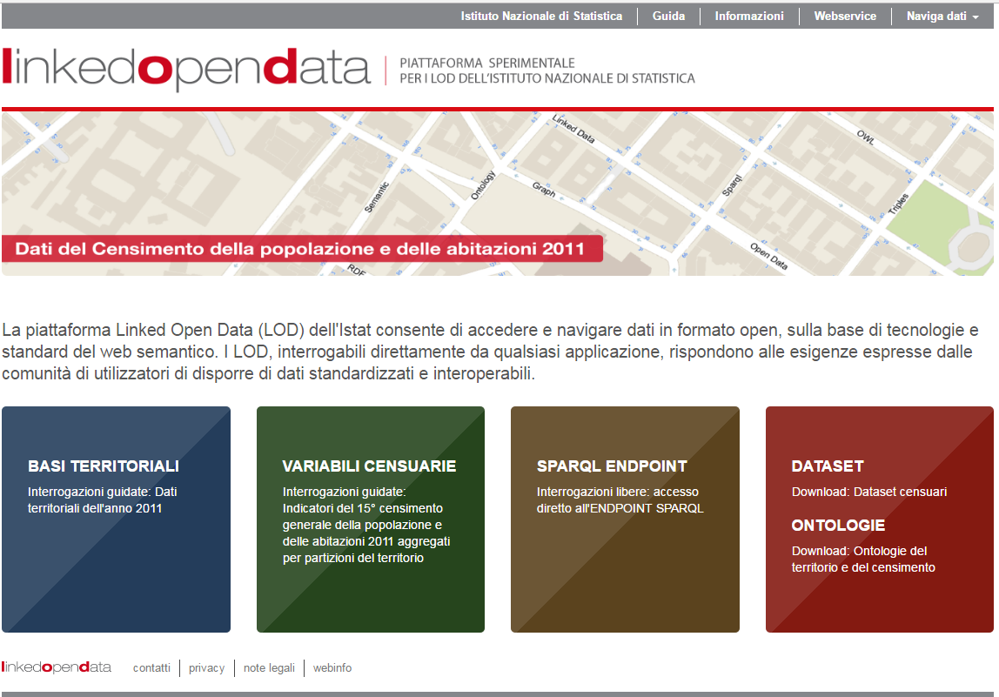 Istituto Nazionale di Statistica Guida Informazioni Webservice Naviga dati
linkedopendata
PIATTAFORMA SPERIMENTALE
PER I LOD DELL'ISTITUTO NAZIONALE DI STATISTICA
Linked Data
OWL
Semantic
Ontology
Graph
Sparql
Triples
Dati del Censimento della popolazione e delle abitazioni 2011
Open Data
RDF
La piattaforma Linked Open Data (LOD) dell'Istat consente di accedere e navigare dati in formato open, sulla base di tecnologie e
standard del web semantico. I LOD, interrogabili direttamente da qualsiasi applicazione, rispondono alle esigenze espresse dalle
comunità di utilizzatori di disporre di dati standardizzati e interoperabili.
BASI TERRITORIALI
Interrogazioni guidate: Dati
territoriali dell'anno 2011
VARIABILI CENSUARIE
Interrogazioni guidate:
Indicatori del 15° censimento
generale della popolazione e
delle abitazioni 2011 aggregati
per partizioni del territorio
SPARQL ENDPOINT
Interrogazioni libere: accesso
diretto all'ENDPOINT SPARQL
DATASET
Download: Dataset censuari
ONTOLOGIE
Download: Ontologie del
territorio e del censimento
linkedopendata contatti privacy note legali webinfo